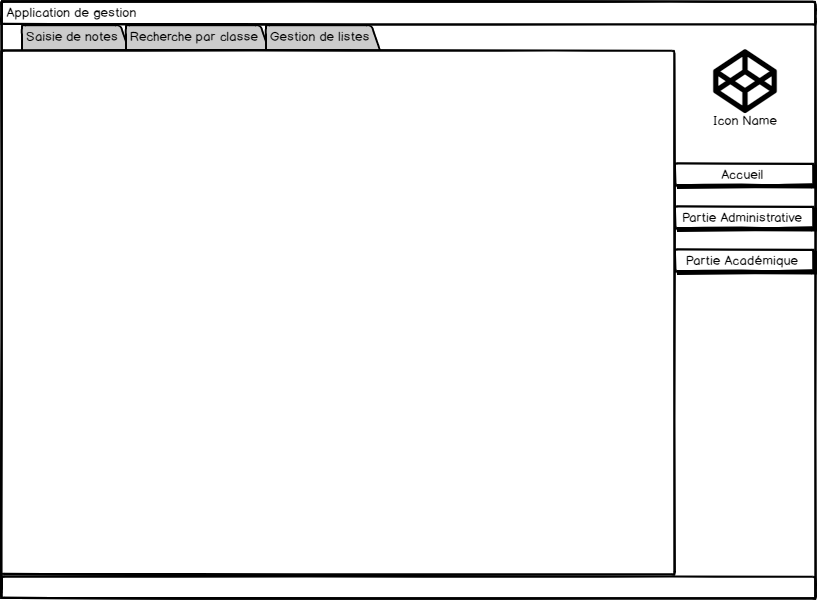 Application de gestion
Saisie de notes
Recherche par classe
Gestion de listes
Icon Name
Accueil
Partie Administrative
Partie Académique